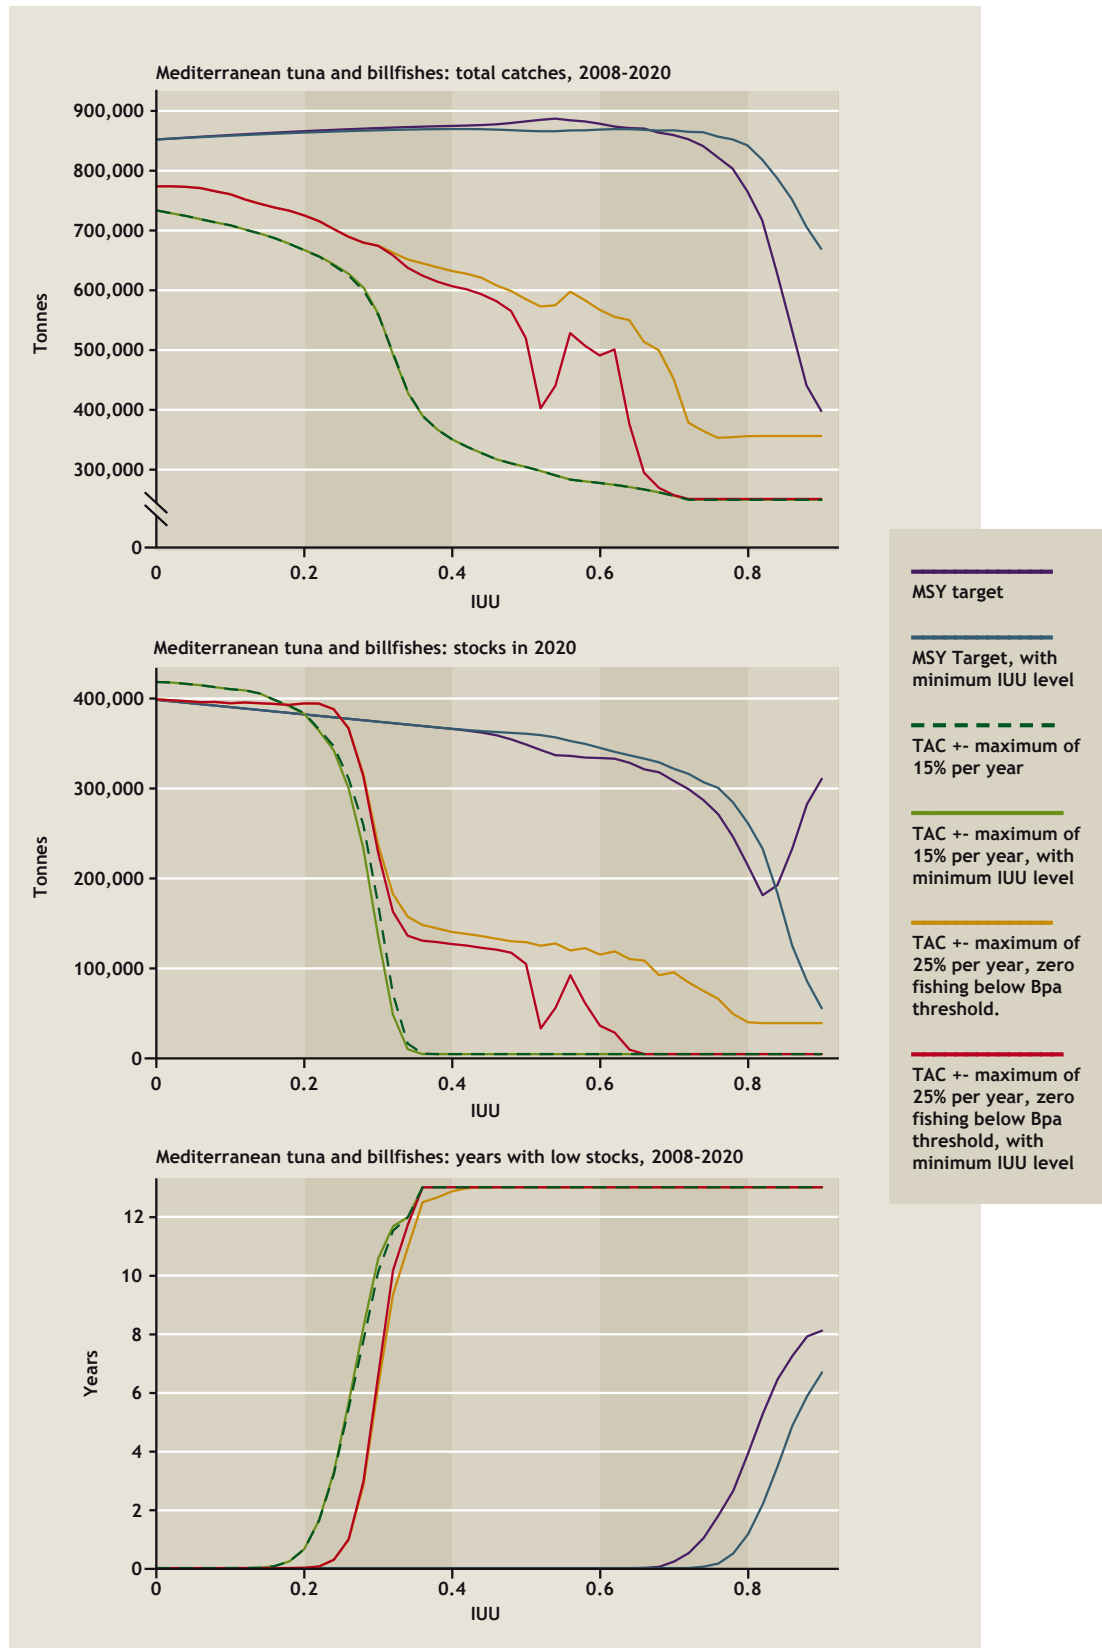 Mediterranean tuna and billfishes: total catches, 2008-2020
900,000
800,000
700,000
600,000
500,000
400,000
300,000
0
Tonnes
0 0.2 0.4 0.6 0.8
IUU
Mediterranean tuna and billfishes: stocks in 2020
400,000
300,000
200,000
100,000
0
Tonnes
0 0.2 0.4 0.6 0.8
IUU
Mediterranean tuna and billfishes: years with low stocks, 2008-2020
12
10
8
6
4
2
0
Years
0 0.2 0.4 0.6 0.8
IUU
MSY target
MSY Target, with
minimum IUU level
TAC +- maximum of
15% per year
TAC +- maximum of
15% per year, with
minimum IUU level
TAC +- maximum of
25% per year, zero
fishing below Bpa
threshold.
TAC +- maximum of
25% per year, zero
fishing below Bpa
threshold, with
minimum IUU level